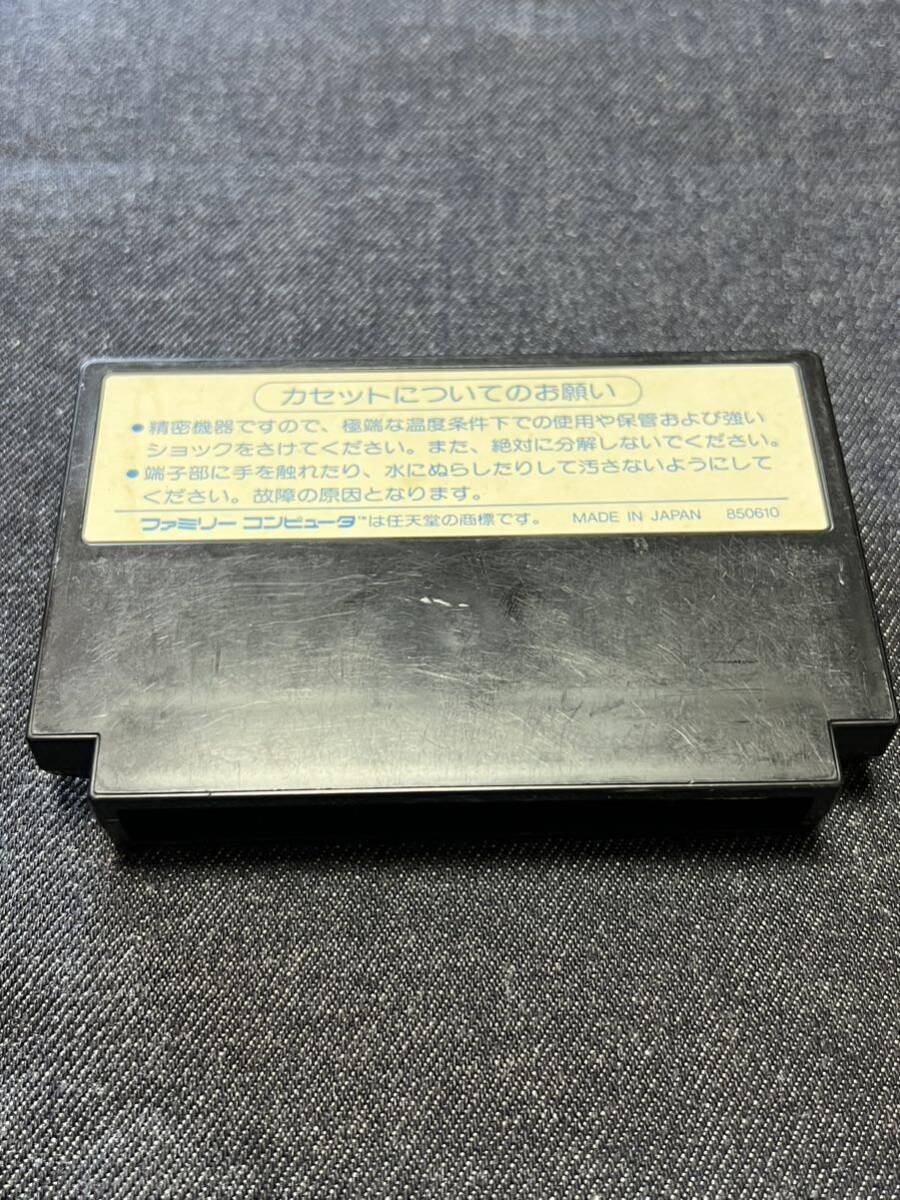 カセットについてのお願い
●精密機器ですので、極端な温度条件下での使用や保管および強い
ショックをさけてください。また、絶対に分解しないでください。
●端子部に手を触れたり、水にぬらしたりして汚さないようにして
ください。故障の原因となります。
ファミリーコンピュータ™は任天堂の商標です。 MADE IN JAPAN 850610